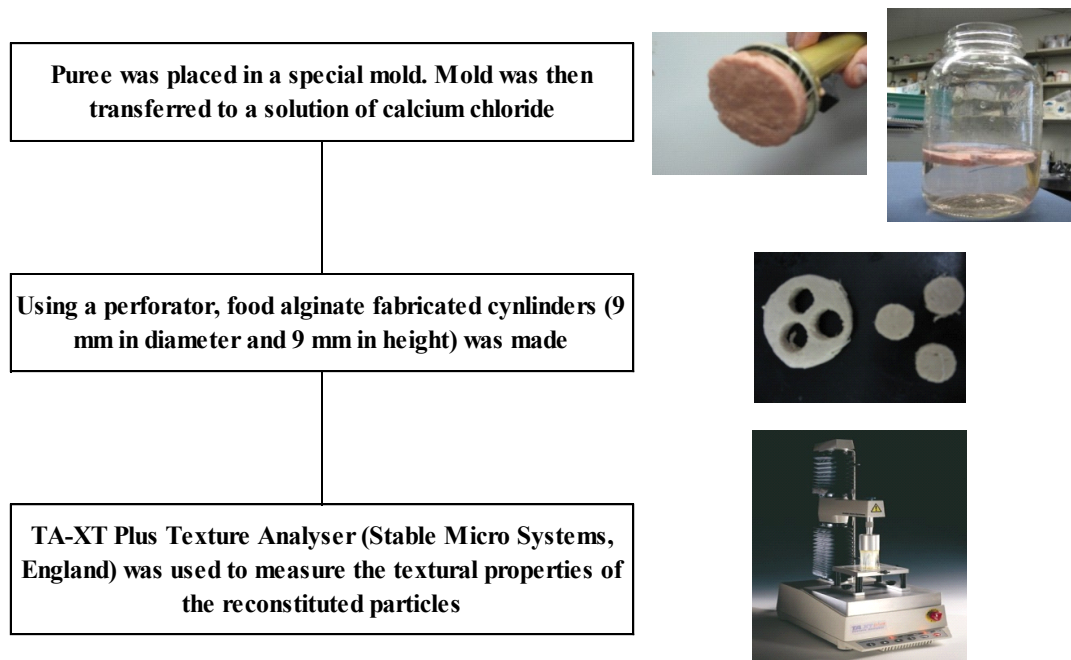 Puree was placed in a special mold. Mold was then
transferred to a solution of calcium chloride
Using a perforator, food alginate fabricated cynlinders (9
mm in diameter and 9 mm in height) was made
TA-XT Plus Texture Analyser (Stable Micro Systems,
England) was used to measure the textural properties of
the reconstituted particles